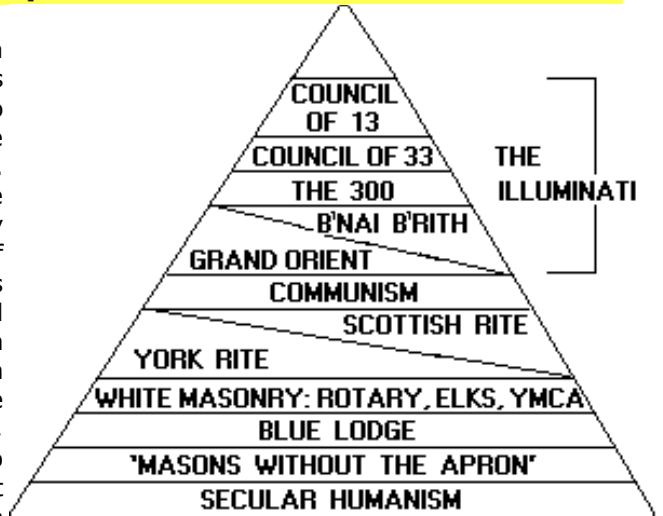 COUNCIL
OF 13
COUNCIL OF 33
THE
ILLUMINATI
THE 300
B'NAI B'RITH
GRAND ORIENT
COMMUNISM
SCOTTISH RITE
YORK RITE
WHITE MASONRY: ROTARY, ELKS, YMCA
BLUE LODGE
'MASONS WITHOUT THE APRON'
SECULAR HUMANISM